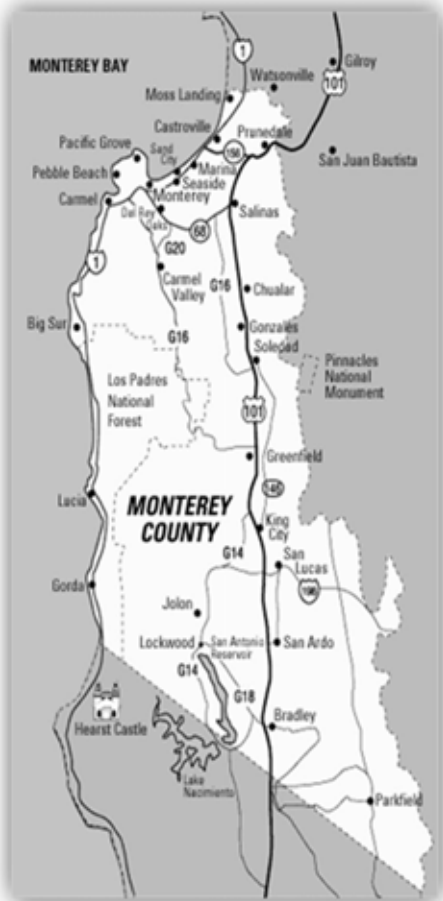 1
Gilroy
MONTEREY BAY
Watsonville
101
Moss Landing
Castroville
Prunedale
156
Pacific Grove
Sand
City
San Juan Bautista
Marina
Pebble Beach
Seaside
Monterey
Carmel
Del Rey
Oaks
Salinas
68
G20
1
Carmel
Valley
G16
Chualar
Big Sur
Gonzales
G16
Soledad
Pinnacles
National
Monument
Los Padres
National
Forest
101
Greenfield
146
Lucia
MONTEREY
COUNTY
King
City
G14
San
Lucas
Gorda
198
Jolon
Lockwood
San Antonio
Reservoir
San Ardo
G14
G18
Hearst Castle
Bradley
Lake
Nacimiento
Parkfield